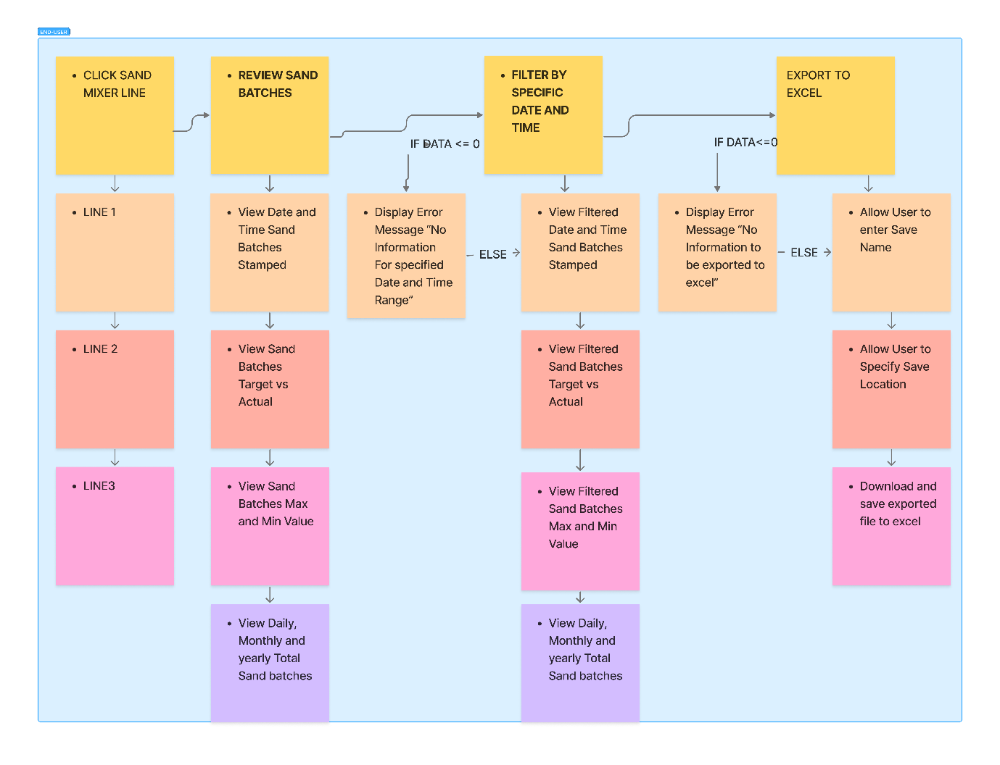 END-USER
• CLICK SAND
MIXER LINE
• REVIEW SAND
BATCHES
• FILTER BY
SPECIFIC
DATE AND
TIME
EXPORT TO
EXCEL
IF DATA <= 0
IF DATA<=0
• LINE 1
• View Date and
Time Sand
Batches
Stamped
• Display Error
Message “No
Information
For specified
Date and Time
Range”
ELSE
• View Filtered
Date and Time
Sand Batches
Stamped
• Display Error
Message “No
Information to
be exported to
excel”
ELSE
• Allow User to
enter Save
Name
• LINE 2
• View Sand
Batches
Target vs
Actual
• View Filtered
Sand Batches
Target vs
Actual
• Allow User to
Specify Save
Location
• LINE3
• View Sand
Batches Max
and Min Value
• View Filtered
Sand Batches
Max and Min
Value
• Download and
save exported
file to excel
• View Daily,
Monthly and
yearly Total
Sand batches
• View Daily,
Monthly and
yearly Total
Sand batches